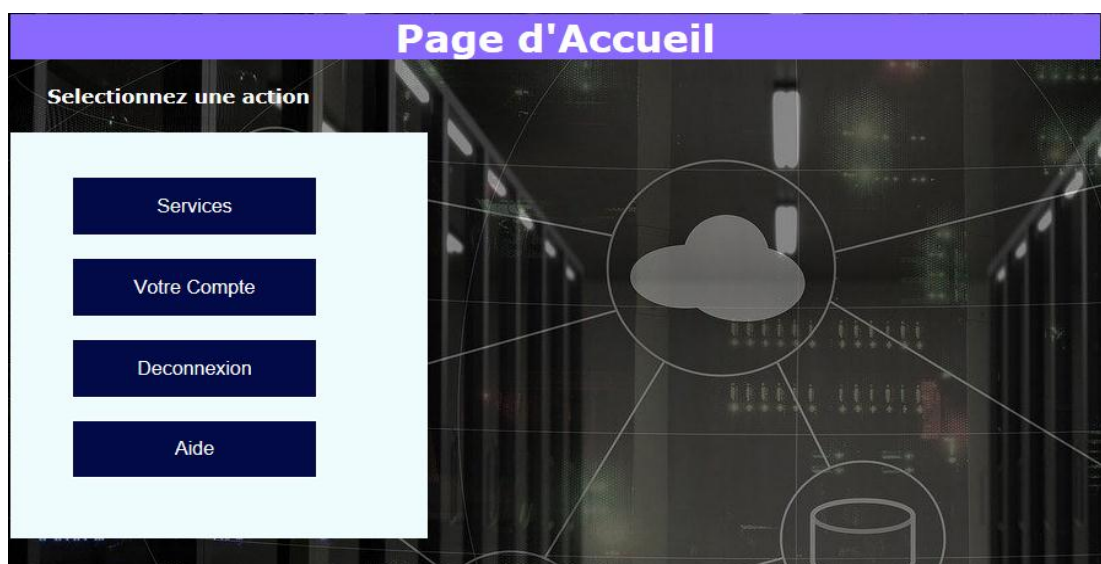 Page d'Accueil
Selectionnez une action
Services
Votre Compte
Deconnexion
Aide